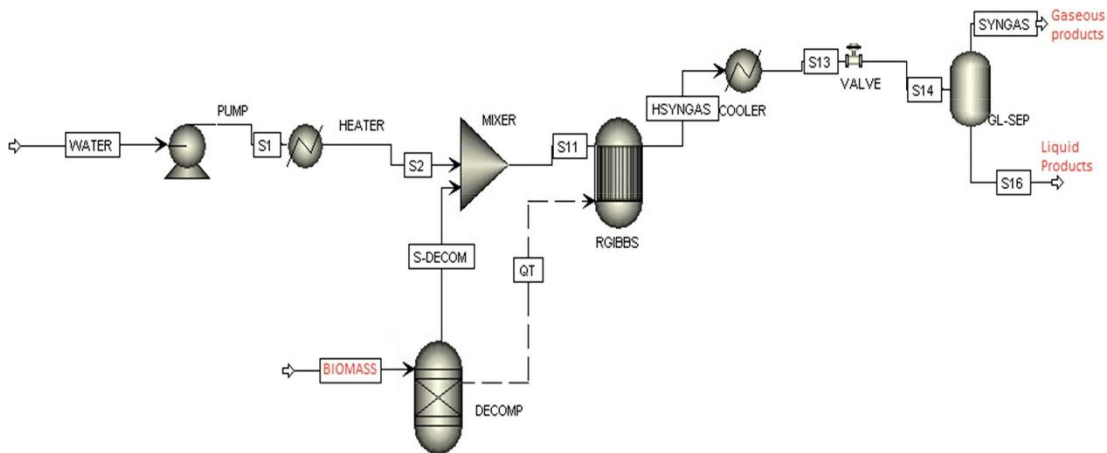 SYNGAS
Gaseous
products
S13
VALVE
S14
HSYNGAS
COOLER
GL-SEP
PUMP
HEATER
MIXER
WATER
S1
S2
S11
RGIBBS
Liquid
Products
S16
S-DECOM
QT
BIOMASS
DECOMP